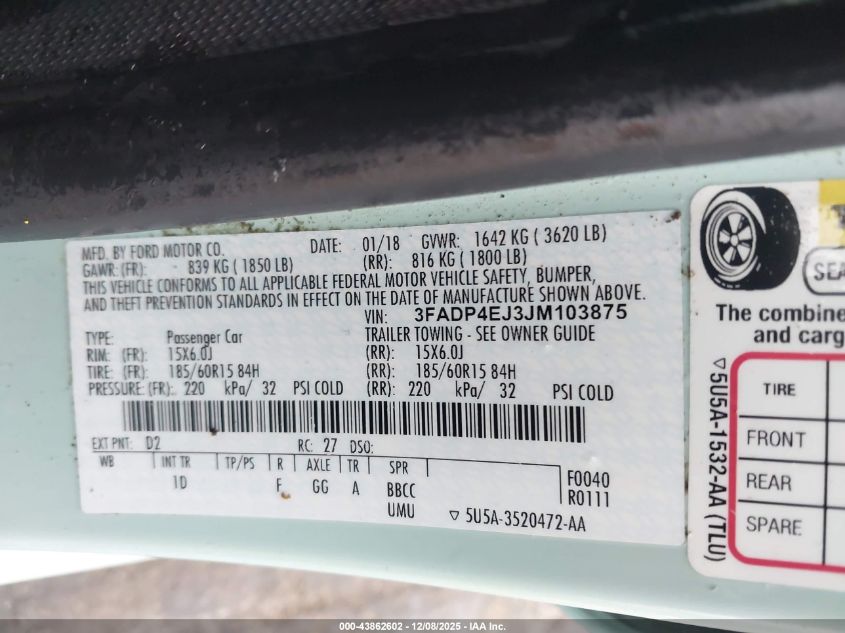 MFD. BY FORD MOTOR CO. DATE: 01/18 GVWR: 1642 KG ( 3620 LB)
GAWR: (FR): 839 KG ( 1850 LB) (RR): 816 KG ( 1800 LB)
THIS VEHICLE CONFORMS TO ALL APPLICABLE FEDERAL MOTOR VEHICLE SAFETY, BUMPER,
AND THEFT PREVENTION STANDARDS IN EFFECT ON THE DATE OF MANUFACTURE SHOWN ABOVE.
VIN: 3FADP4EJ3JM103875
TYPE: Passenger Car TRAILER TOWING - SEE OWNER GUIDE
RIM: (FR): 15X6.0J (RR): 15X6.0J
TIRE: (FR): 185/60R15 84H (RR): 185/60R15 84H
PRESSURE: (FR): 220 kPa/ 32 PSI COLD (RR): 220 kPa/ 32 PSI COLD
EXT PNT: D2 RC: 27 DSO:
WB INT TR TP/PS R AXLE TR SPR
1D F GG A BBCC F0040
UMU R0111
▽ 5U5A-3520472-AA
SEA
The combine
and carg
TIRE
FRONT
REAR
SPARE
▽ 5U5A-1532-AA (TLU)
000-43862602 - 12/08/2025 - IAA, Inc.